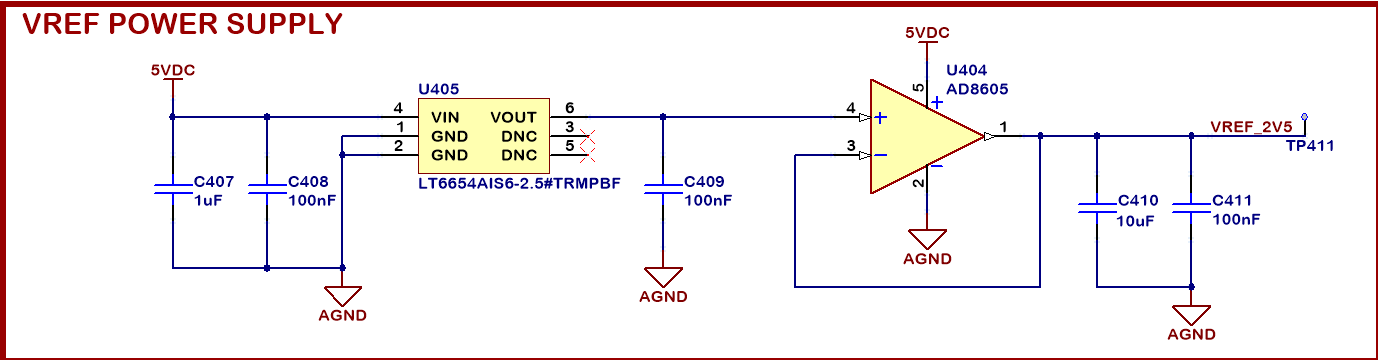 VREF POWER SUPPLY
5VDC
U405
4 VIN VOUT 6
1 GND DNC 3
2 GND DNC 5
LT6654AIS6-2.5#TRMPBF
C407
1uF
C408
100nF
AGND
C409
100nF
AGND
5VDC
U404
AD8605
5
+
4 +
3 -
-
2
1
AGND
VREF_2V5
TP411
C410
10uF
C411
100nF
AGND